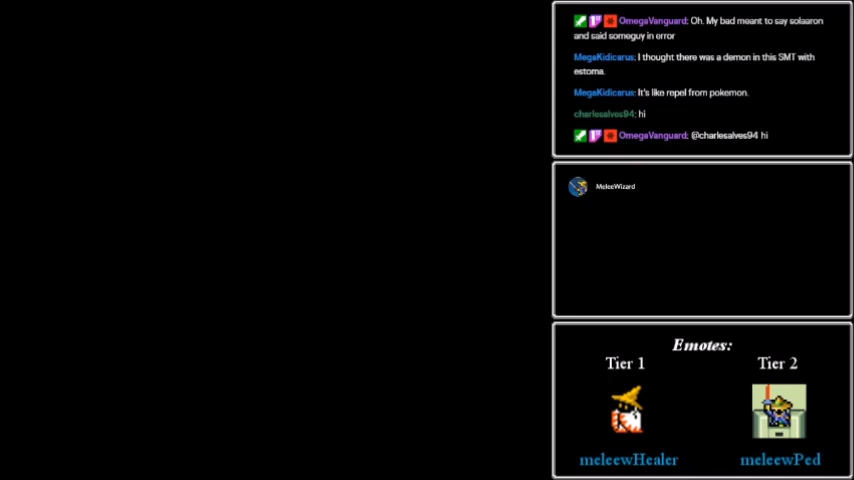 OmegaVanguard: Oh. My bad meant to say solaaron
and said someguy in error
MegaKidicarus: I thought there was a demon in this SMT with
estoma.
MegaKidicarus: It's like repel from pokemon.
charlesalves94: hi
OmegaVanguard: @charlesalves94 hi
MeleeWizard
Emotes:
Tier 1
Tier 2
meleewHealer
meleewPed